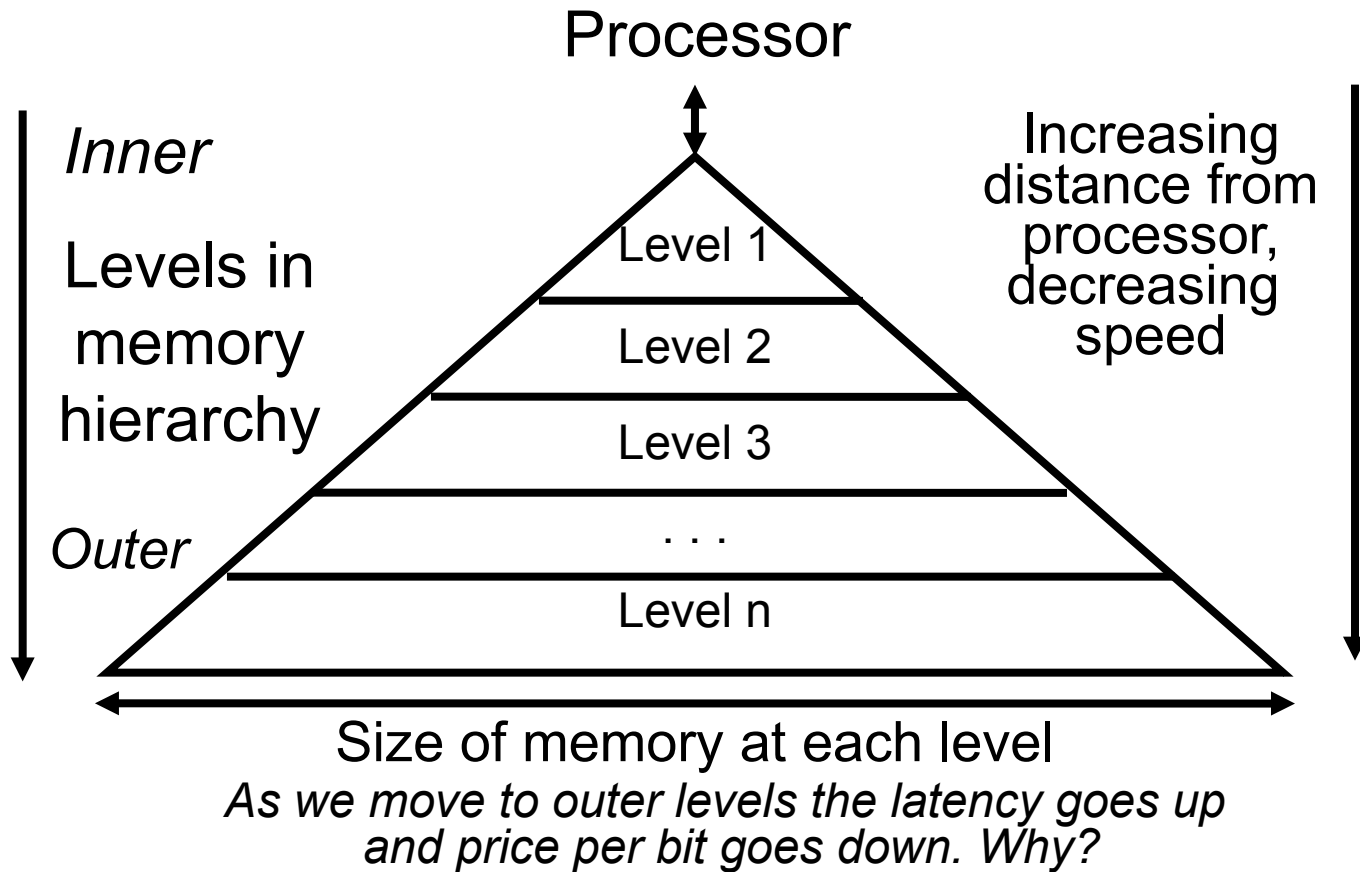 Processor
Inner
Levels in
memory
hierarchy
Outer
Level 1
Level 2
Level 3
. . .
Level n
Increasing
distance from
processor,
decreasing
speed
Size of memory at each level
As we move to outer levels the latency goes up
and price per bit goes down. Why?